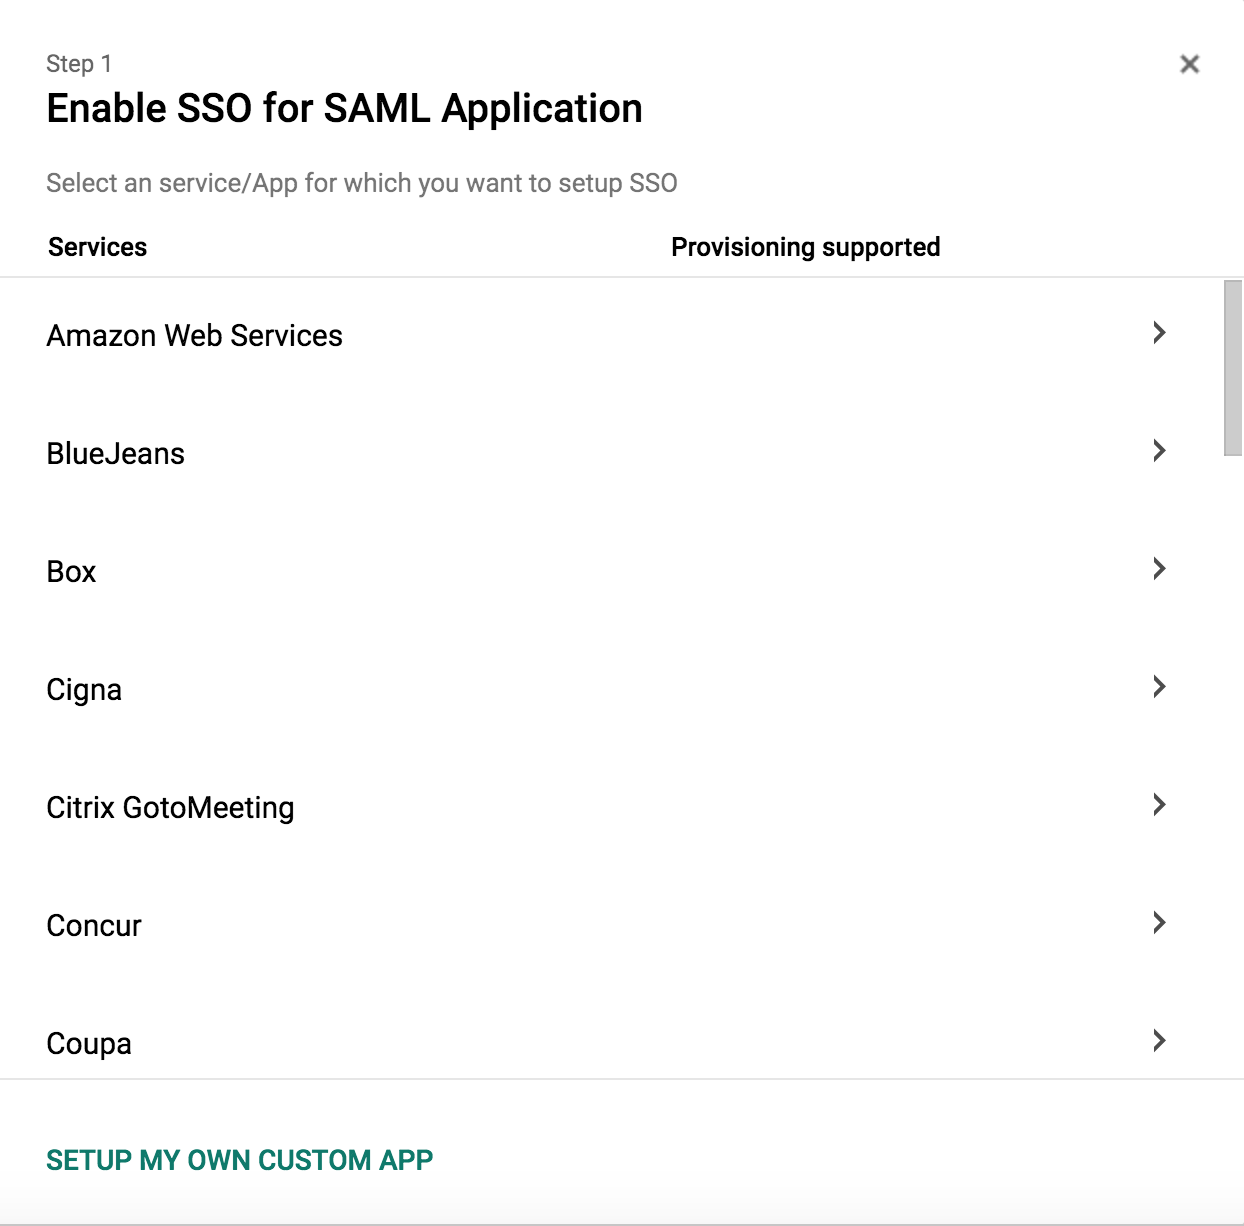 Step 1
Enable SSO for SAML Application
Select an service/App for which you want to setup SSO
Services Provisioning supported
Amazon Web Services
BlueJeans
Box
Cigna
Citrix GotoMeeting
Concur
Coupa
SETUP MY OWN CUSTOM APP